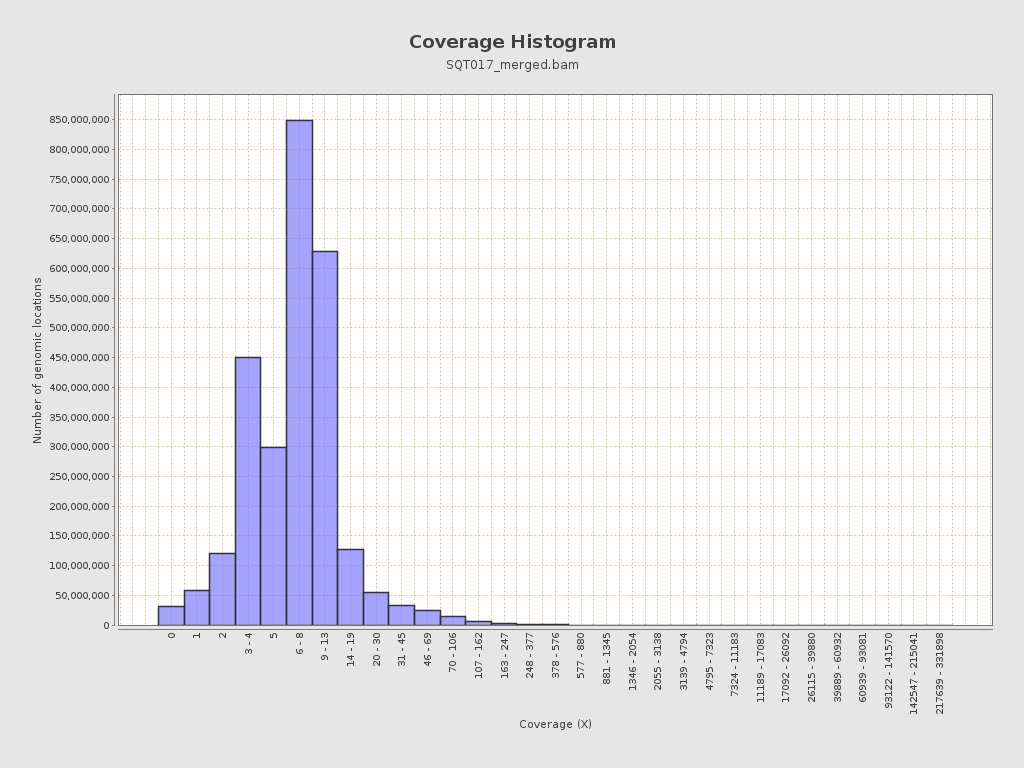 Coverage Histogram
SQT017_merged.bam
850,000,000
800,000,000
750,000,000
700,000,000
650,000,000
600,000,000
550,000,000
500,000,000
450,000,000
400,000,000
350,000,000
300,000,000
250,000,000
200,000,000
150,000,000
100,000,000
50,000,000
0
Number of genomic locations
0
1
2
3 - 4
5
6 - 8
9 - 13
14 - 19
20 - 30
31 - 45
46 - 69
70 - 106
107 - 162
163 - 247
248 - 377
378 - 576
577 - 880
881 - 1345
1346 - 2054
2055 - 3138
3139 - 4794
4795 - 7323
7324 - 11183
11189 - 17083
17092 - 26092
26115 - 39880
39889 - 60932
60939 - 93081
93122 - 141570
142547 - 215041
217639 - 331898
Coverage (X)